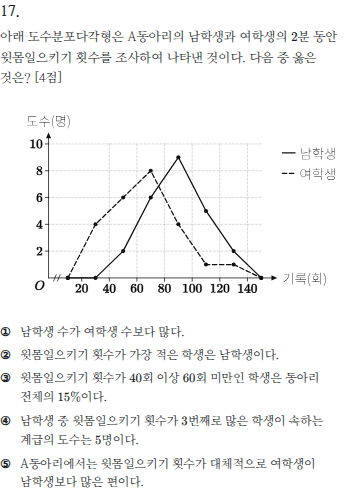 17.
아래 도수분포다각형은 A동아리의 남학생과 여학생의 2분 동안
윗몸일으키기 횟수를 조사하여 나타낸 것이다. 다음 중 옳은
것은? [4점]
도수(명)
10
8
6
4
2
O
20 40 60 80 100 120 140
기록(회)
남학생
여학생
① 남학생 수가 여학생 수보다 많다.
② 윗몸일으키기 횟수가 가장 적은 학생은 남학생이다.
③ 윗몸일으키기 횟수가 40회 이상 60회 미만인 학생은 동아리
전체의 15%이다.
④ 남학생 중 윗몸일으키기 횟수가 3번째로 많은 학생이 속하는
계급의 도수는 5명이다.
⑤ A동아리에서는 윗몸일으키기 횟수가 대체적으로 여학생이
남학생보다 많은 편이다.